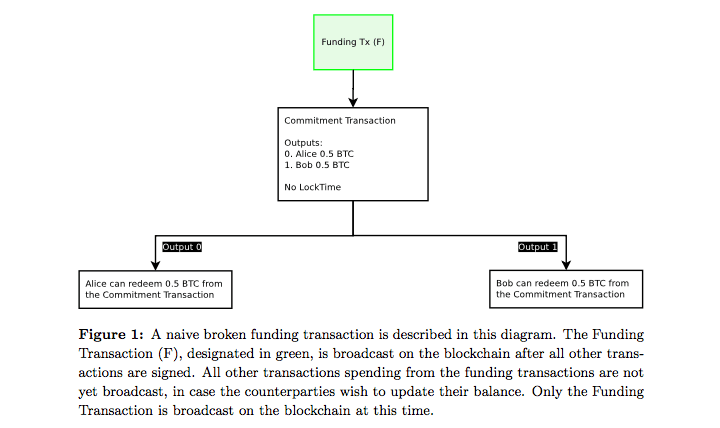 Funding Tx (F)
Commitment Transaction
Outputs:
0. Alice 0.5 BTC
1. Bob 0.5 BTC
No LockTime
Output 0
Output 1
Alice can redeem 0.5 BTC from
the Commitment Transaction
Bob can redeem 0.5 BTC from
the Commitment Transaction
Figure 1: A naive broken funding transaction is described in this diagram. The Funding
Transaction (F), designated in green, is broadcast on the blockchain after all other trans-
actions are signed. All other transactions spending from the funding transactions are not
yet broadcast, in case the counterparties wish to update their balance. Only the Funding
Transaction is broadcast on the blockchain at this time.